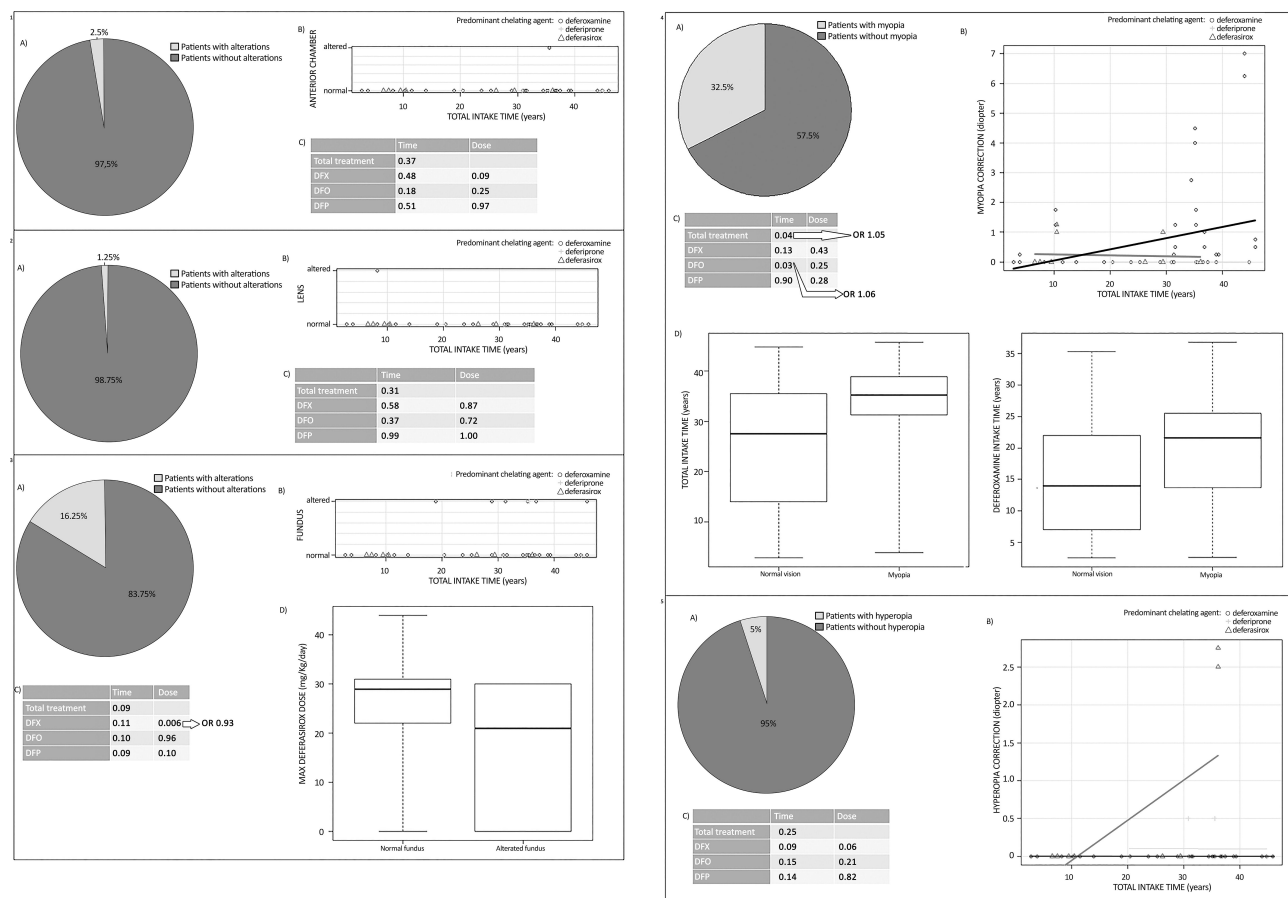 1
A)
2.5%
97,5%
Patients with alterations
Patients without alterations
B)
Predominant chelating agent: deferoxamine
deferiprone
deferasirox
ANTERIOR CHAMBER
altered
normal
10 20 30 40
TOTAL INTAKE TIME (years)
C)
Time Dose
Total treatment 0.37
DFX 0.48 0.09
DFO 0.18 0.25
DFP 0.51 0.97
2
A)
1.25%
98.75%
Patients with alterations
Patients without alterations
B)
Predominant chelating agent: deferoxamine
deferiprone
deferasirox
LENS
altered
normal
10 20 30 40
TOTAL INTAKE TIME (years)
C)
Time Dose
Total treatment 0.31
DFX 0.58 0.87
DFO 0.37 0.72
DFP 0.99 1.00
3
A)
16.25%
83.75%
Patients with alterations
Patients without alterations
B)
Predominant chelating agent: deferoxamine
deferiprone
deferasirox
FUNDUS
altered
normal
10 20 30 40
TOTAL INTAKE TIME (years)
C)
Time Dose
Total treatment 0.09
DFX 0.11 0.006 OR 0.93
DFO 0.10 0.96
DFP 0.09 0.10
D)
MAX DEFERASIROX DOSE (mg/Kg/day)
40
30
20
10
0
Normal fundus Alterated fundus
4
A)
32.5%
57.5%
Patients with myopia
Patients without myopia
B)
Predominant chelating agent: deferoxamine
deferiprone
deferasirox
MYOPIA CORRECTION (diopter)
7
6
5
4
3
2
1
0
10 20 30 40
TOTAL INTAKE TIME (years)
C)
Time Dose
Total treatment 0.04 OR 1.05
DFX 0.13 0.43
DFO 0.03 0.25
DFP 0.90 0.28
OR 1.06
D)
TOTAL INTAKE TIME (years)
40
30
20
10
Normal vision Myopia
DEFEROXAMINE INTAKE TIME (years)
35
30
25
20
15
10
5
Normal vision Myopia
5
A)
5%
95%
Patients with hyperopia
Patients without hyperopia
B)
Predominant chelating agent: deferoxamine
deferiprone
deferasirox
HYPEROPIA CORRECTION (diopter)
2.5
2.0
1.5
1.0
0.5
0
10 20 30 40
TOTAL INTAKE TIME (years)
C)
Time Dose
Total treatment 0.25
DFX 0.09 0.06
DFO 0.15 0.21
DFP 0.14 0.82